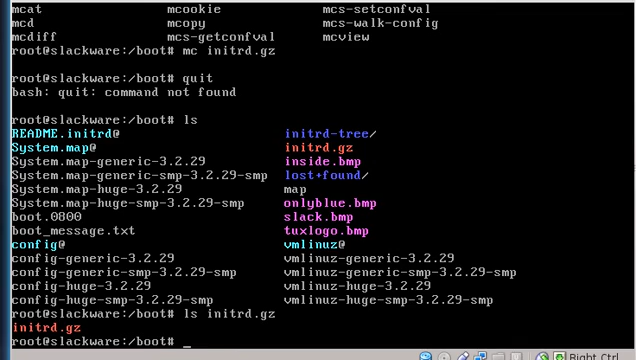 mcat mcookie mcs-setconfval
mcd mcopy mcs-walk-config
mcdiff mcs-getconfval mcview
root@slackware:/boot# mc initrd.gz
root@slackware:/boot# quit
bash: quit: command not found
root@slackware:/boot# ls
README.initrd@ initrd-tree/
System.map@ initrd.gz
System.map-generic-3.2.29 inside.bmp
System.map-generic-smp-3.2.29-smp lost+found/
System.map-huge-3.2.29 map
System.map-huge-smp-3.2.29-smp onlyblue.bmp
boot.0800 slack.bmp
boot_message.txt tuxlogo.bmp
config@ vmlinuz@
config-generic-3.2.29 vmlinuz-generic-3.2.29
config-generic-smp-3.2.29-smp vmlinuz-generic-smp-3.2.29-smp
config-huge-3.2.29 vmlinuz-huge-3.2.29
config-huge-smp-3.2.29-smp vmlinuz-huge-smp-3.2.29-smp
root@slackware:/boot# ls initrd.gz
initrd.gz
root@slackware:/boot# _
Right Ctrl